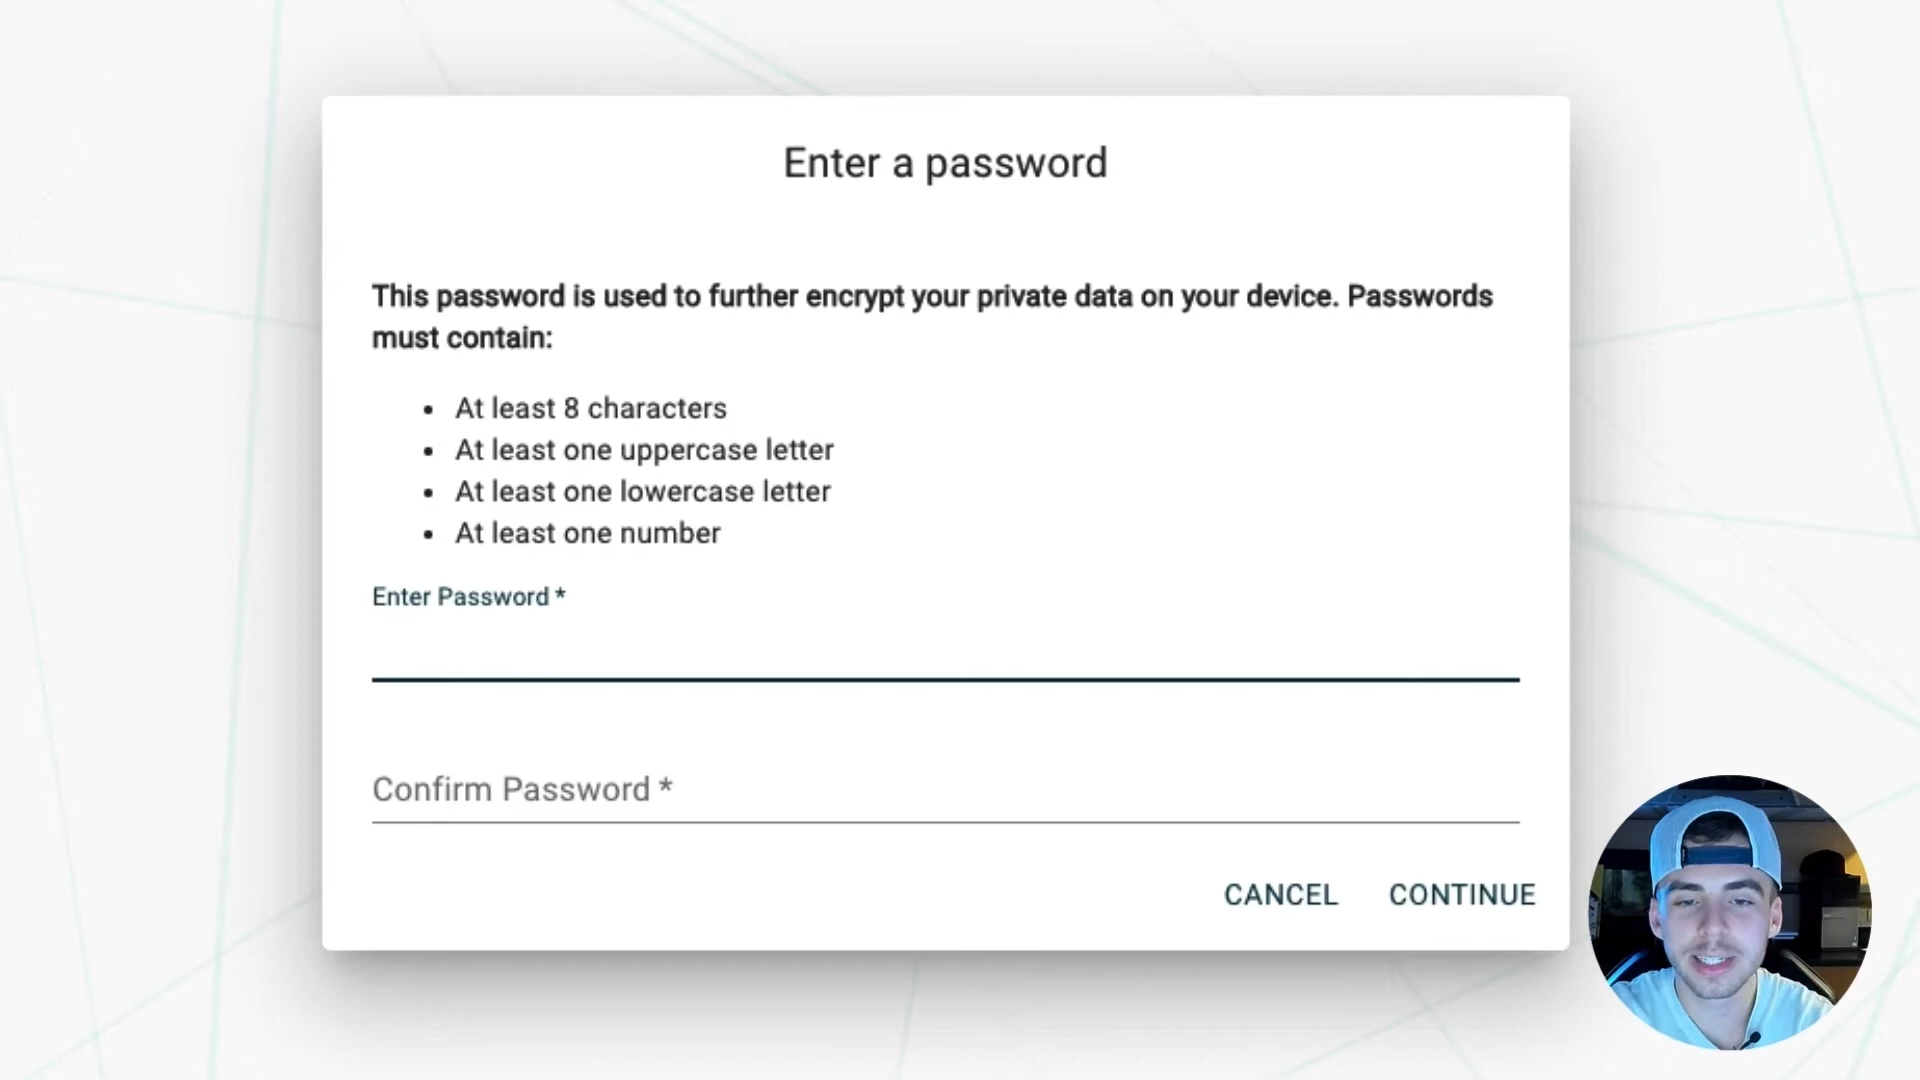 Enter a password
This password is used to further encrypt your private data on your device. Passwords
must contain:
• At least 8 characters
• At least one uppercase letter
• At least one lowercase letter
• At least one number
Enter Password *
Confirm Password *
CANCEL CONTINUE